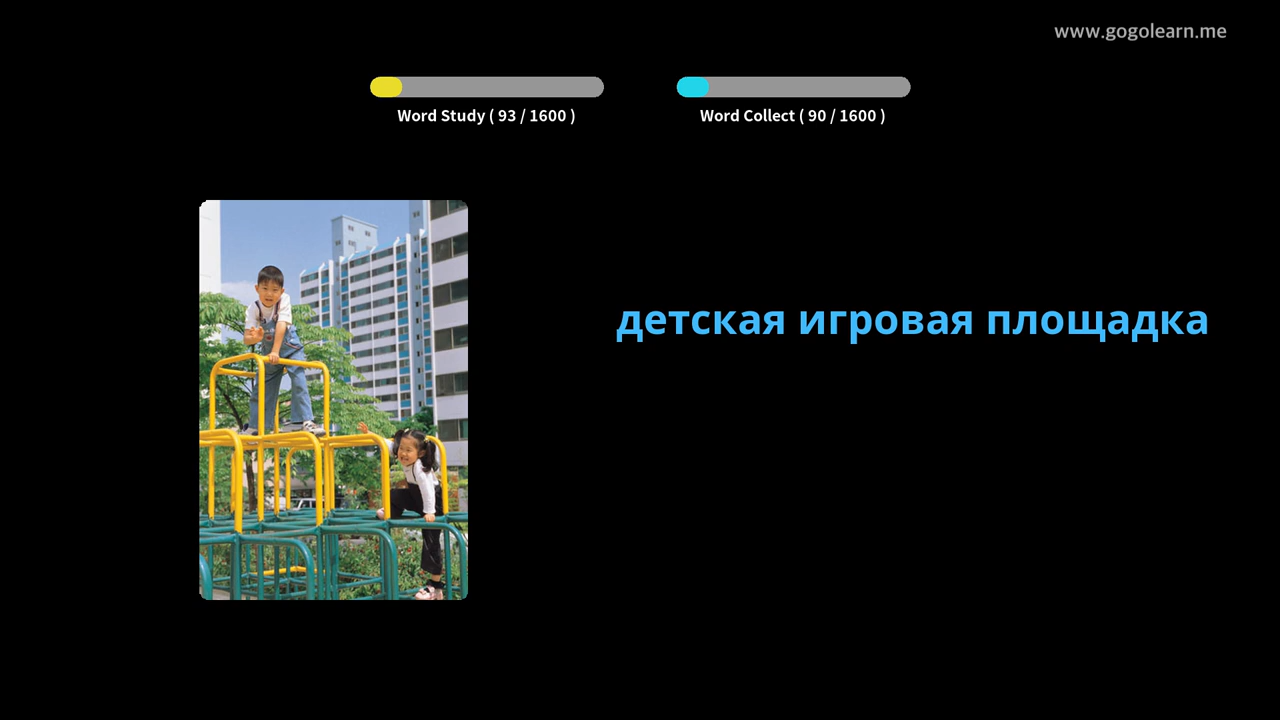 www.gogolearn.me
Word Study ( 93 / 1600 )
Word Collect ( 90 / 1600 )
детская игровая площадка